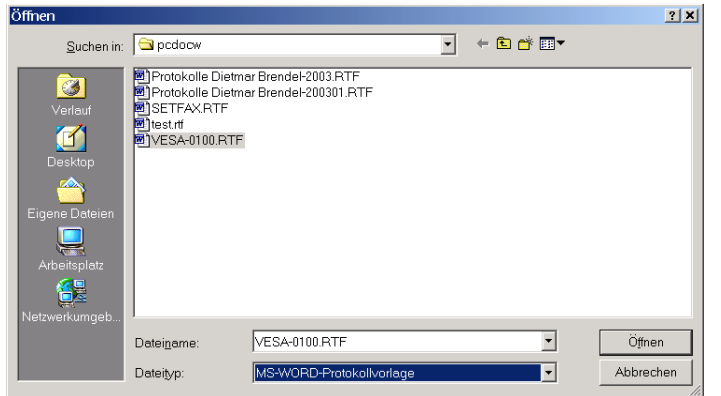 Öffnen
Suchen in: pcdocw
Protokolle Dietmar Brendel-2003.RTF
Protokolle Dietmar Brendel-200301.RTF
SETFAX.RTF
test.rtf
VESA-0100.RTF
Verlauf
Desktop
Eigene Dateien
Arbeitsplatz
Netzwerkumgeb...
Dateiname: VESA-0100.RTF Öffnen
Dateityp: MS-WORD-Protokollvorlage Abbrechen